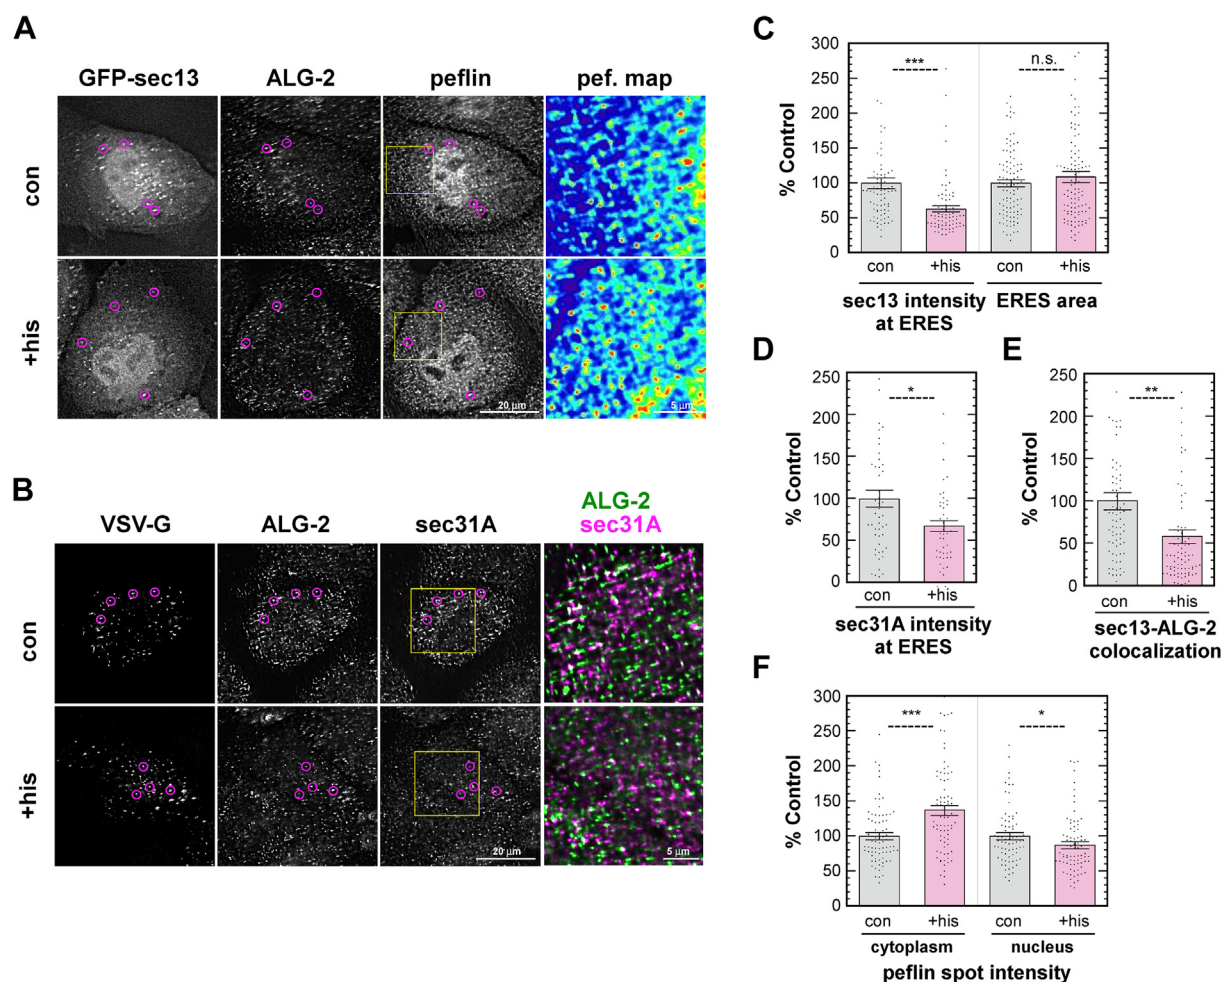 A
GFP-sec13
ALG-2
peflin
pef. map
con
+his
20 µm
5 µm
B
VSV-G
ALG-2
sec31A
ALG-2
sec31A
con
+his
20 µm
5 µm
C
% Control
300
250
200
150
100
50
0
***
n.s.
con
+his
con
+his
sec13 intensity
at ERES
ERES area
D
% Control
250
200
150
100
50
0
*
con
+his
sec31A intensity
at ERES
E
% Control
250
200
150
100
50
0
**
con
+his
sec13-ALG-2
colocalization
F
% Control
300
250
200
150
100
50
0
***
*
con
+his
con
+his
cytoplasm
nucleus
peflin spot intensity